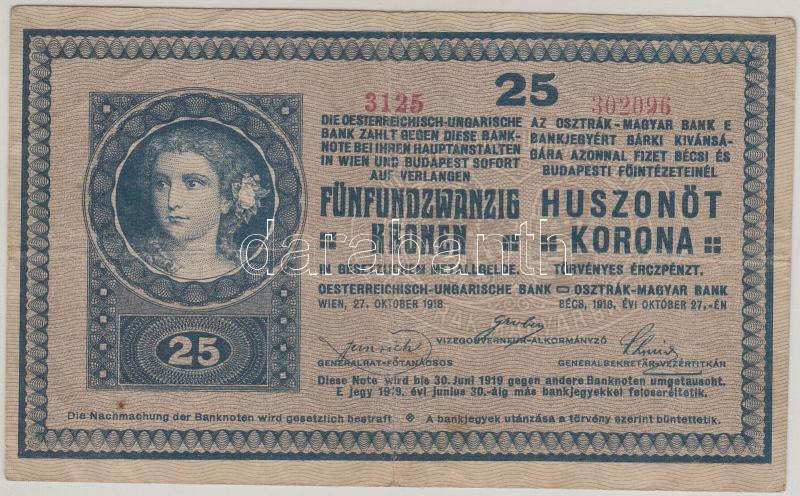 25
3125
302096
DIE OESTERREICHISCH-UNGARISCHE
BANK ZAHLT GEGEN DIESE BANK-
NOTE BEI IHREN HAUPTANSTALTEN
IN WIEN UND BUDAPEST SOFORT
AUF VERLANGEN
FÜNFUNDZWANZIG
KRONEN
IN GESETZLICHEM METALLGELDE.
AZ OSZTRÁK-MAGYAR BANK E
BANKJEGYÉRT BÁRKI KIVÁNSÁ-
GÁRA AZONNAL FIZET BÉCSI ÉS
BUDAPESTI FŐINTÉZETEINÉL
HUSZONÖT
KORONA
TÖRVÉNYES ÉRCZPÉNZT.
darabanth
OESTERREICHISCH-UNGARISCHE BANK OSZTRÁK-MAGYAR BANK
WIEN, 27. OKTOBER 1918 BÉCS, 1918. ÉVI OKTOBER 27.-ÉN
VIZEGOUVERNEUR-ALKORMÁNYZÓ
GENERALRAT-FŐTANÁCSOS
GENERALSEKRETÄR-VEZÉRTITKÁR
25
Diese Note wird bis 30. Juni 1919 gegen andere Banknoten umgetauscht.
E jegy 1919. évi junius 30.-áig más bankjegyekkel felcseréltetik.
Die Nachmachung der Banknoten wird gesetzlich bestraft. A bankjegyek utánzása a törvény szerint büntettetik.